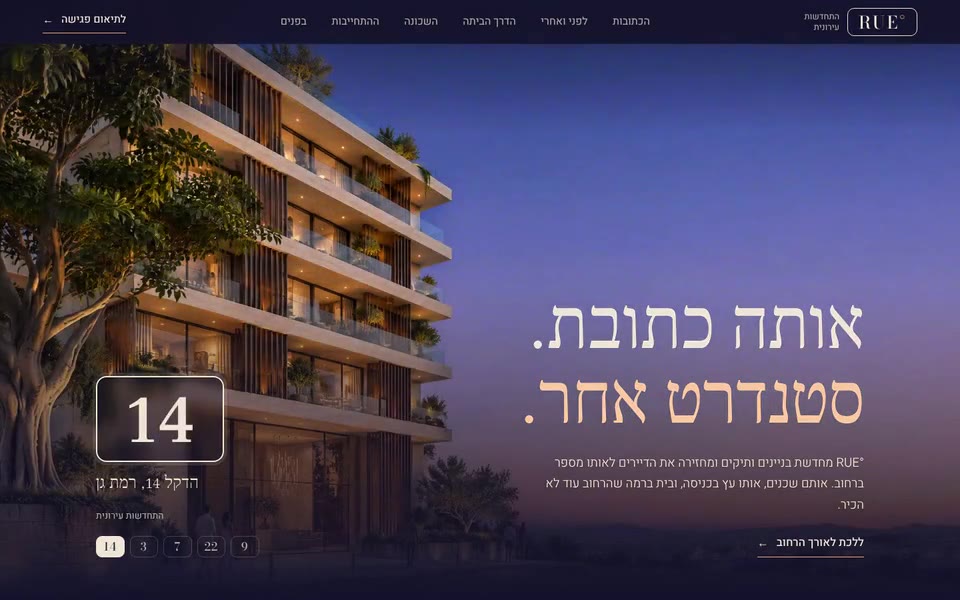 RUE°
התחדשות
עירונית
הכתובות
לפני ואחרי
הדרך הביתה
השכונה
ההתחייבות
בפנים
לתיאום פגישה ←
אותה כתובת.
סטנדרט אחר.
RUE° מחדשת בניינים ותיקים ומחזירה את הדיירים לאותו מספר
ברחוב. אותם שכנים, אותו עץ בכניסה, ובית ברמה שהרחוב עוד לא
הכיר.
ללכת לאורך הרחוב ←
14
הדקל 14, רמת גן
התחדשות עירונית
14
3
7
22
9